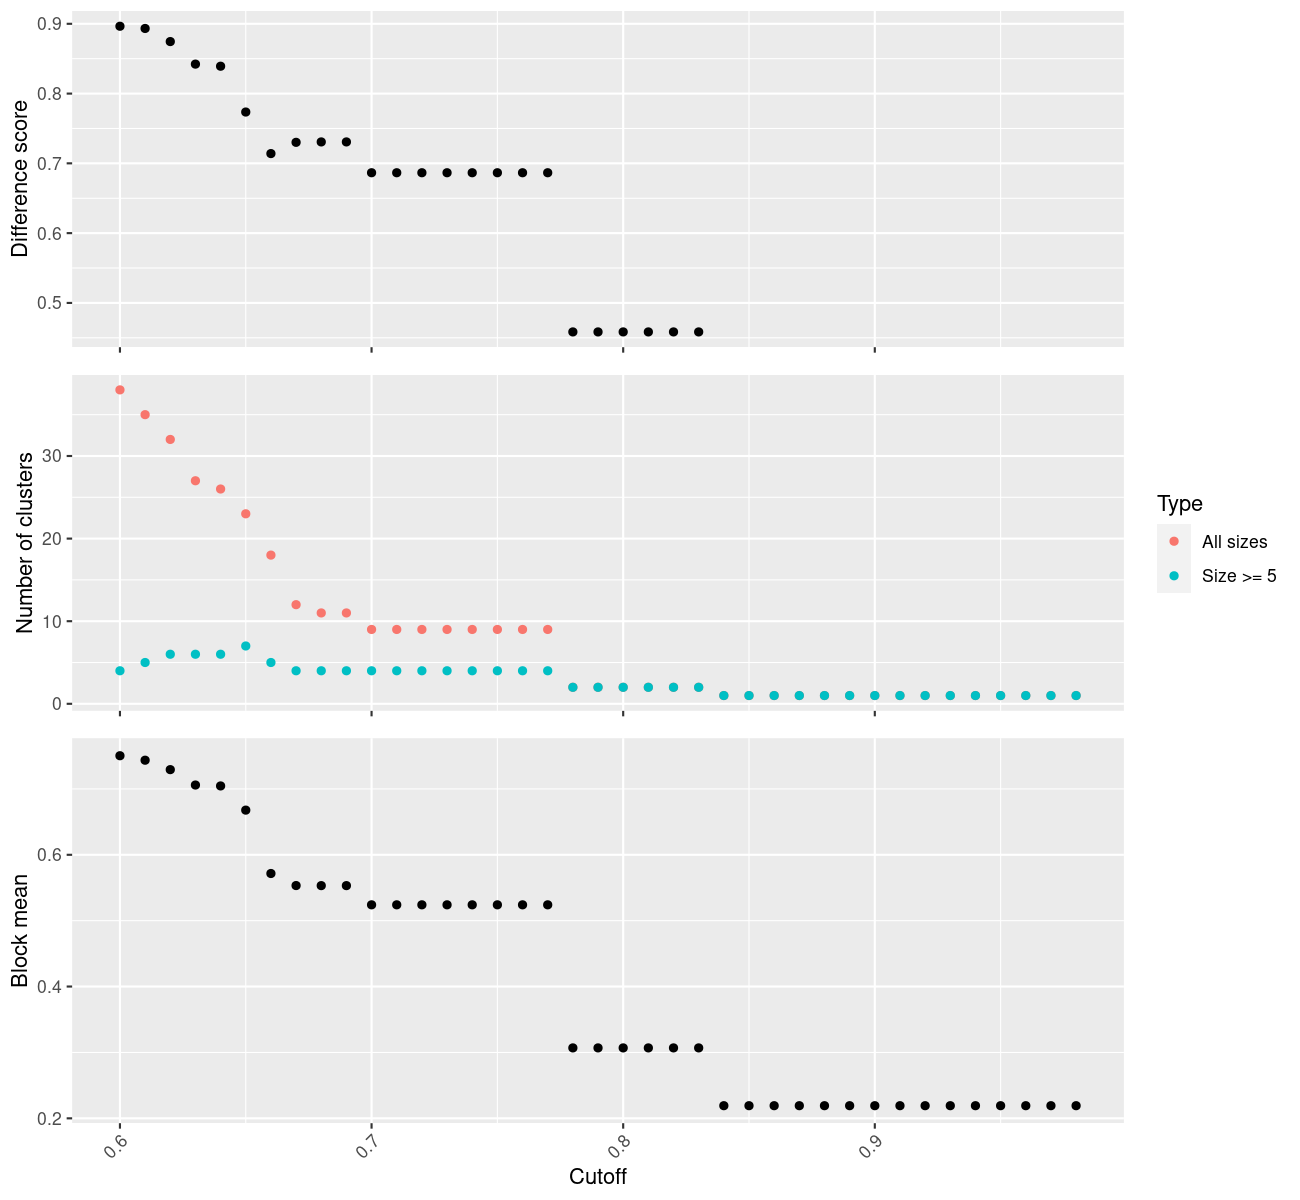 0.9
0.8
0.7
0.6
0.5
Difference score
30
20
10
0
Number of clusters
Type
All sizes
Size >= 5
0.6
0.4
0.2
Block mean
0.6
0.7
0.8
0.9
Cutoff